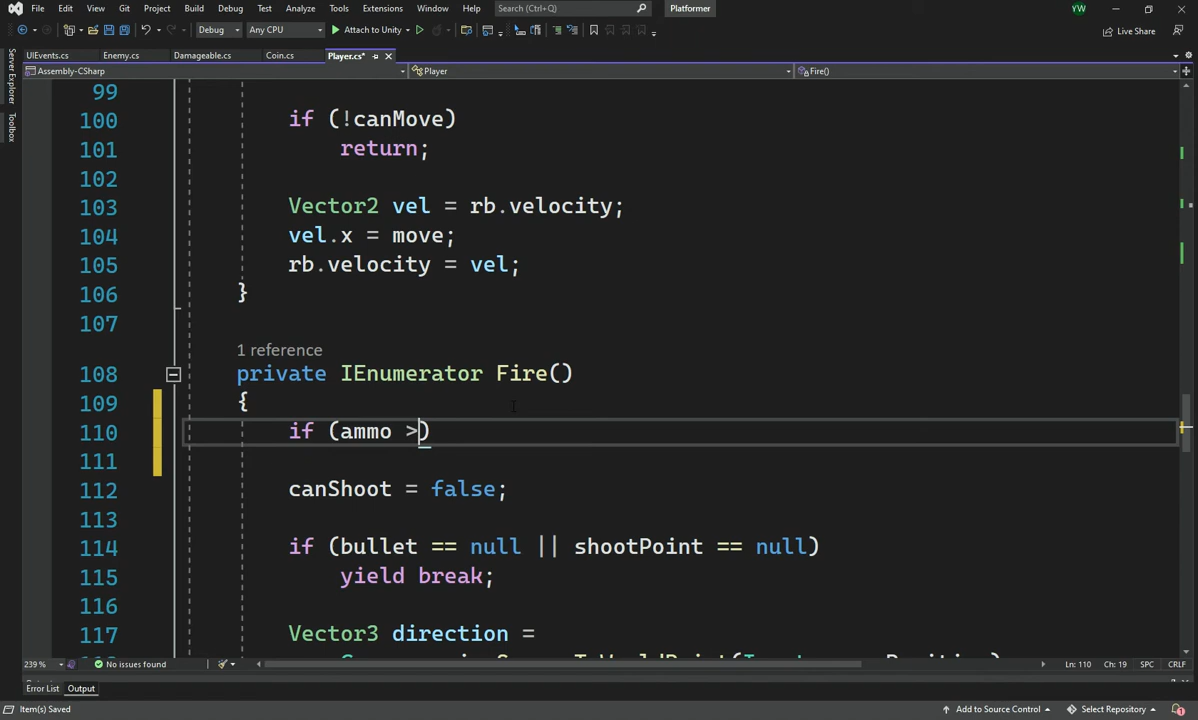 File Edit View Git Project Build Debug Test Analyze Tools Extensions Window Help Search (Ctrl+Q) Platformer YW
Debug Any CPU Attach to Unity Live Share
UIEvents.cs Enemy.cs Damageable.cs Coin.cs Player.cs*
Assembly-CSharp Player Fire()
Server Explorer
Toolbox
99
100 if (!canMove)
101 return;
102
103 Vector2 vel = rb.velocity;
104 vel.x = move;
105 rb.velocity = vel;
106 }
107
1 reference
108 private IEnumerator Fire()
109 {
110 if (ammo >)
111
112 canShoot = false;
113
114 if (bullet == null || shootPoint == null)
115 yield break;
116
117 Vector3 direction =
239 % No issues found Ln: 110 Ch: 19 SPC CRLF
Error List Output
Item(s) Saved Add to Source Control Select Repository 1